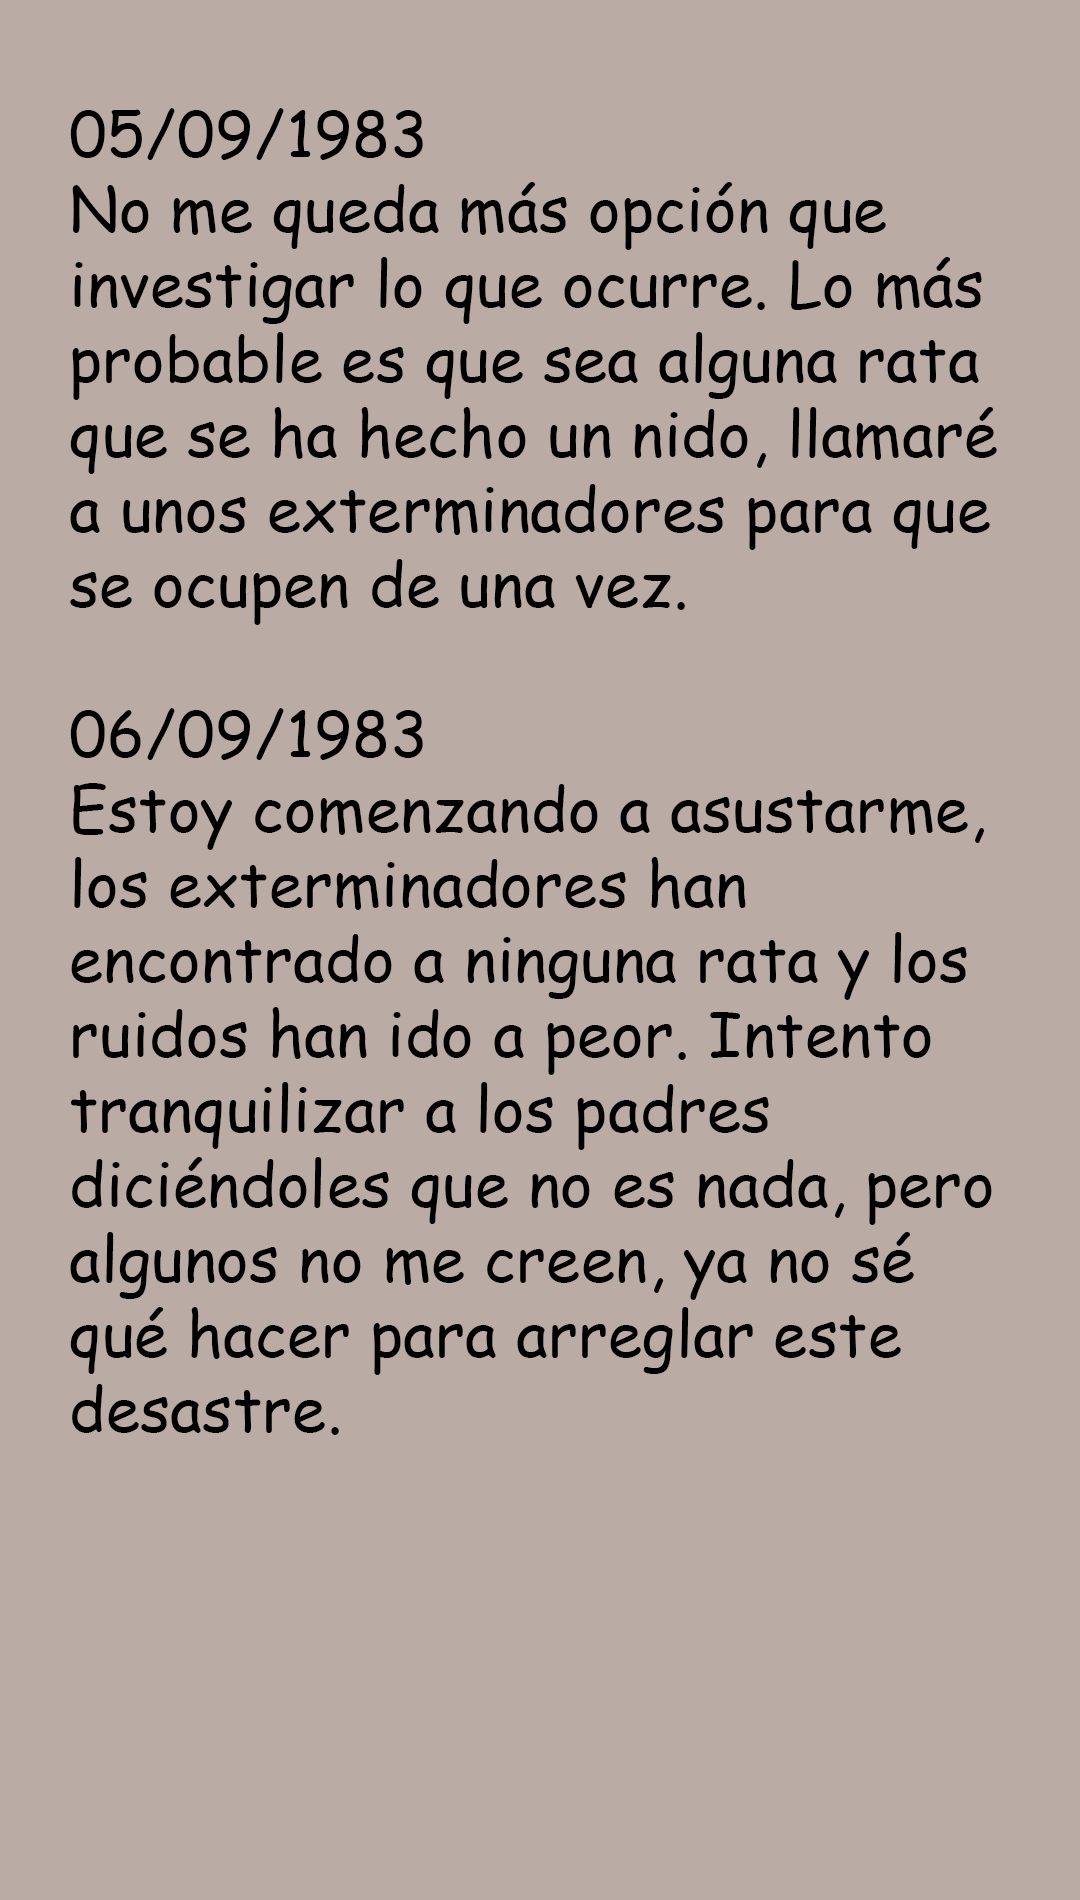 05/09/1983
No me queda más opción que
investigar lo que ocurre. Lo más
probable es que sea alguna rata
que se ha hecho un nido, llamaré
a unos exterminadores para que
se ocupen de una vez.
06/09/1983
Estoy comenzando a asustarme,
los exterminadores han
encontrado a ninguna rata y los
ruidos han ido a peor. Intento
tranquilizar a los padres
diciéndoles que no es nada, pero
algunos no me creen, ya no sé
qué hacer para arreglar este
desastre.